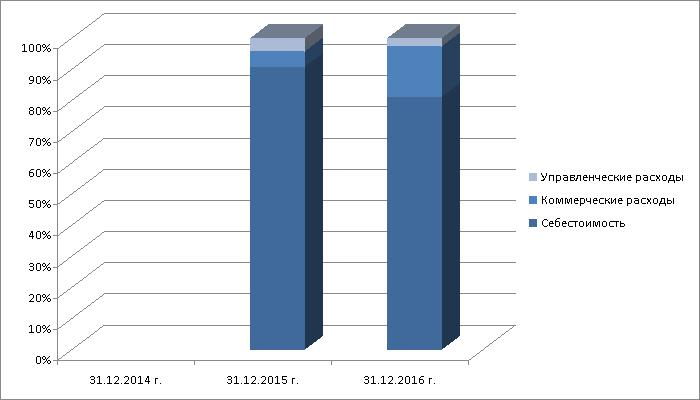 100%
90%
80%
70%
60%
50%
40%
30%
20%
10%
0%
31.12.2014 г.
31.12.2015 г.
31.12.2016 г.
Управленческие расходы
Коммерческие расходы
Себестоимость